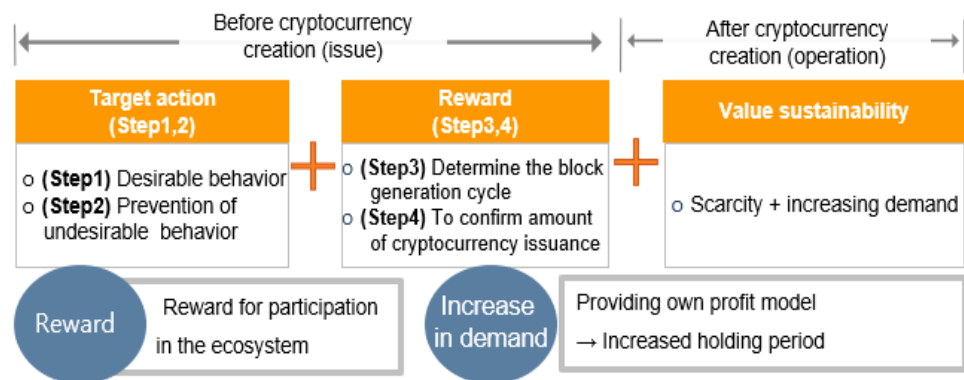 Before cryptocurrency
creation (issue)
After cryptocurrency
creation (operation)
Target action
(Step1,2)
o (Step1) Desirable behavior
o (Step2) Prevention of
undesirable behavior
Reward
(Step3,4)
o (Step3) Determine the block
generation cycle
o (Step4) To confirm amount
of cryptocurrency issuance
Value sustainability
o Scarcity + increasing demand
Reward
Reward for participation
in the ecosystem
Increase
in demand
Providing own profit model
→ Increased holding period